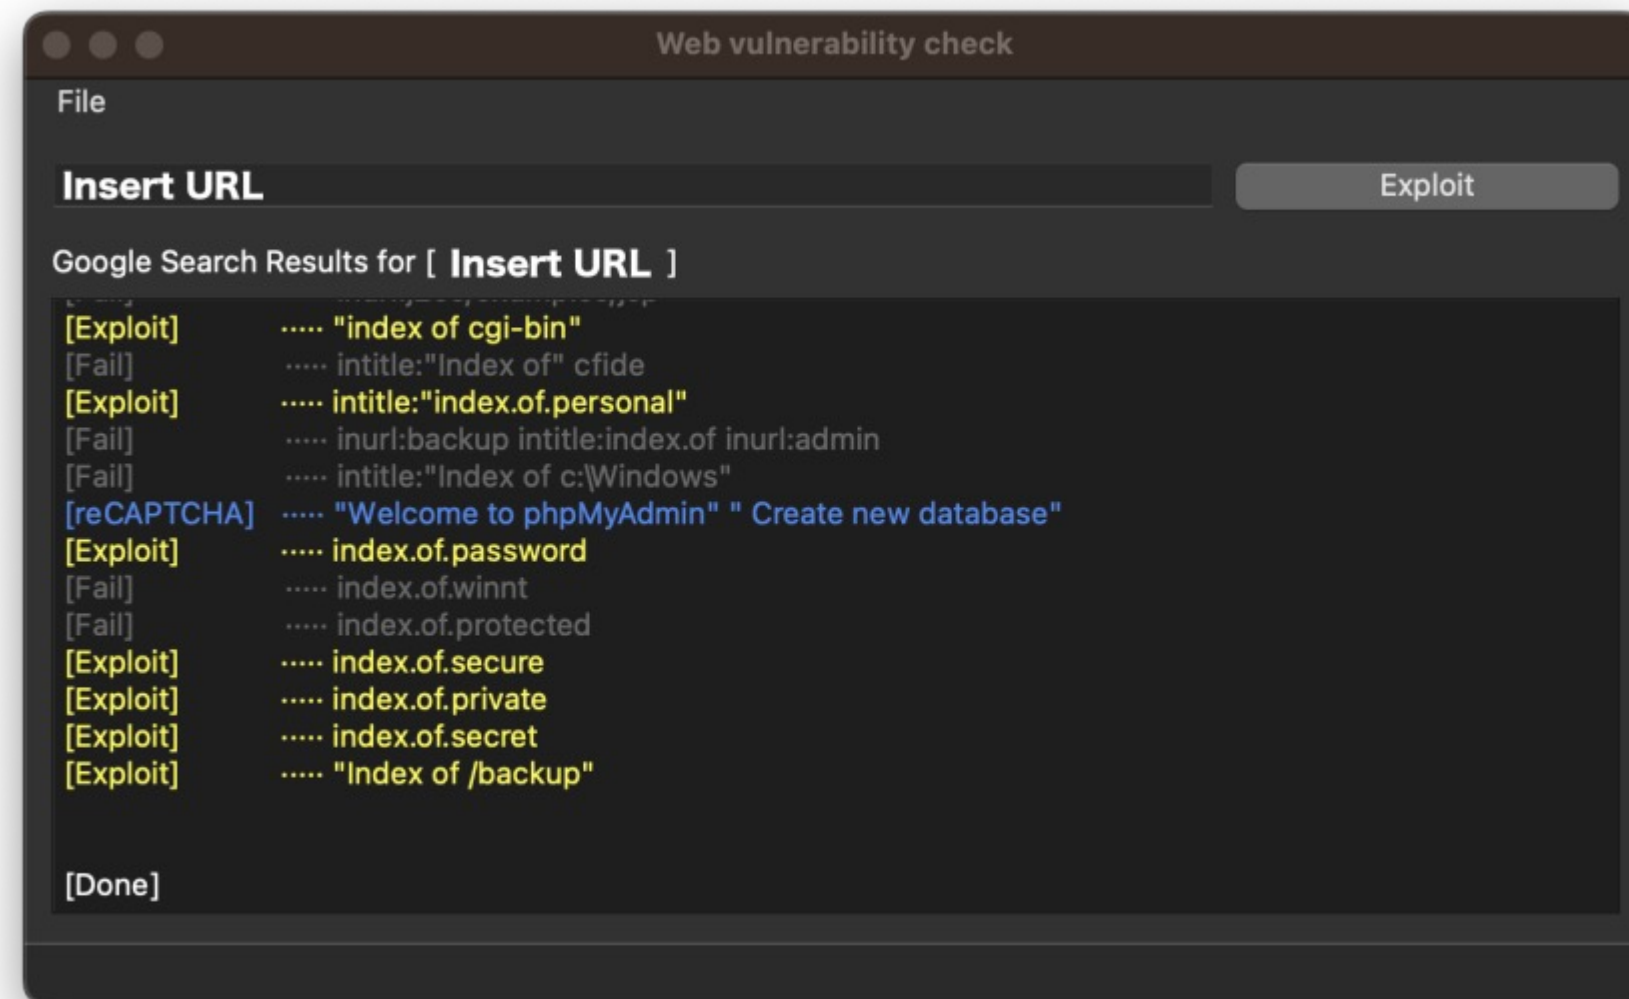 Web vulnerability check
File
Insert URL
Exploit
Google Search Results for [ Insert URL ]
[Exploit] ····· "index of cgi-bin"
[Fail] ····· intitle:"Index of" cfide
[Exploit] ····· intitle:"index.of.personal"
[Fail] ····· inurl:backup intitle:index.of inurl:admin
[Fail] ····· intitle:"Index of c:\Windows"
[reCAPTCHA] ····· "Welcome to phpMyAdmin" " Create new database"
[Exploit] ····· index.of.password
[Fail] ····· index.of.winnt
[Fail] ····· index.of.protected
[Exploit] ····· index.of.secure
[Exploit] ····· index.of.private
[Exploit] ····· index.of.secret
[Exploit] ····· "Index of /backup"
[Done]